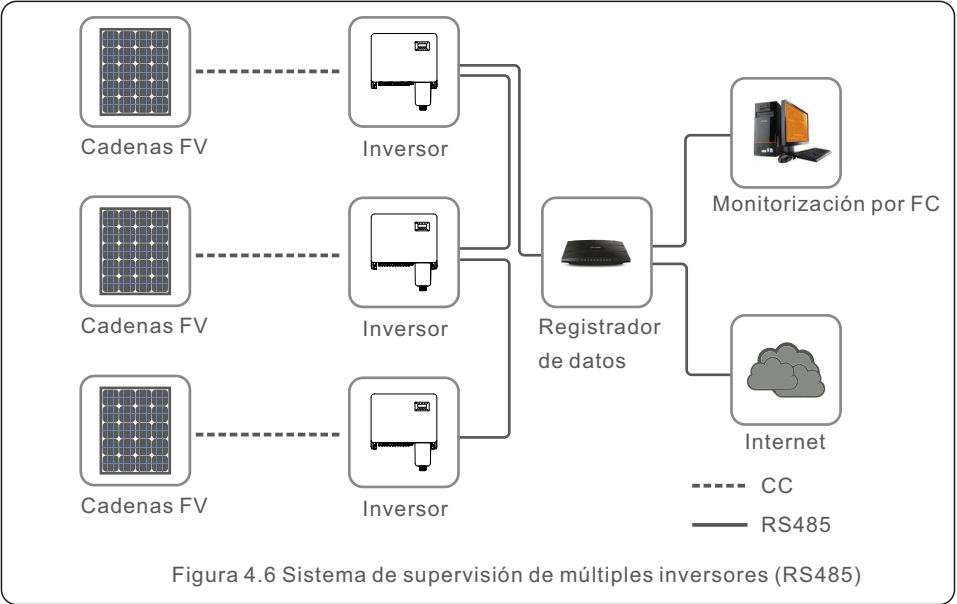 Cadenas FV
Inversor
Monitorización por FC
Cadenas FV
Inversor
Registrador
de datos
Internet
Cadenas FV
Inversor
CC
RS485
Figura 4.6 Sistema de supervisión de múltiples inversores (RS485)